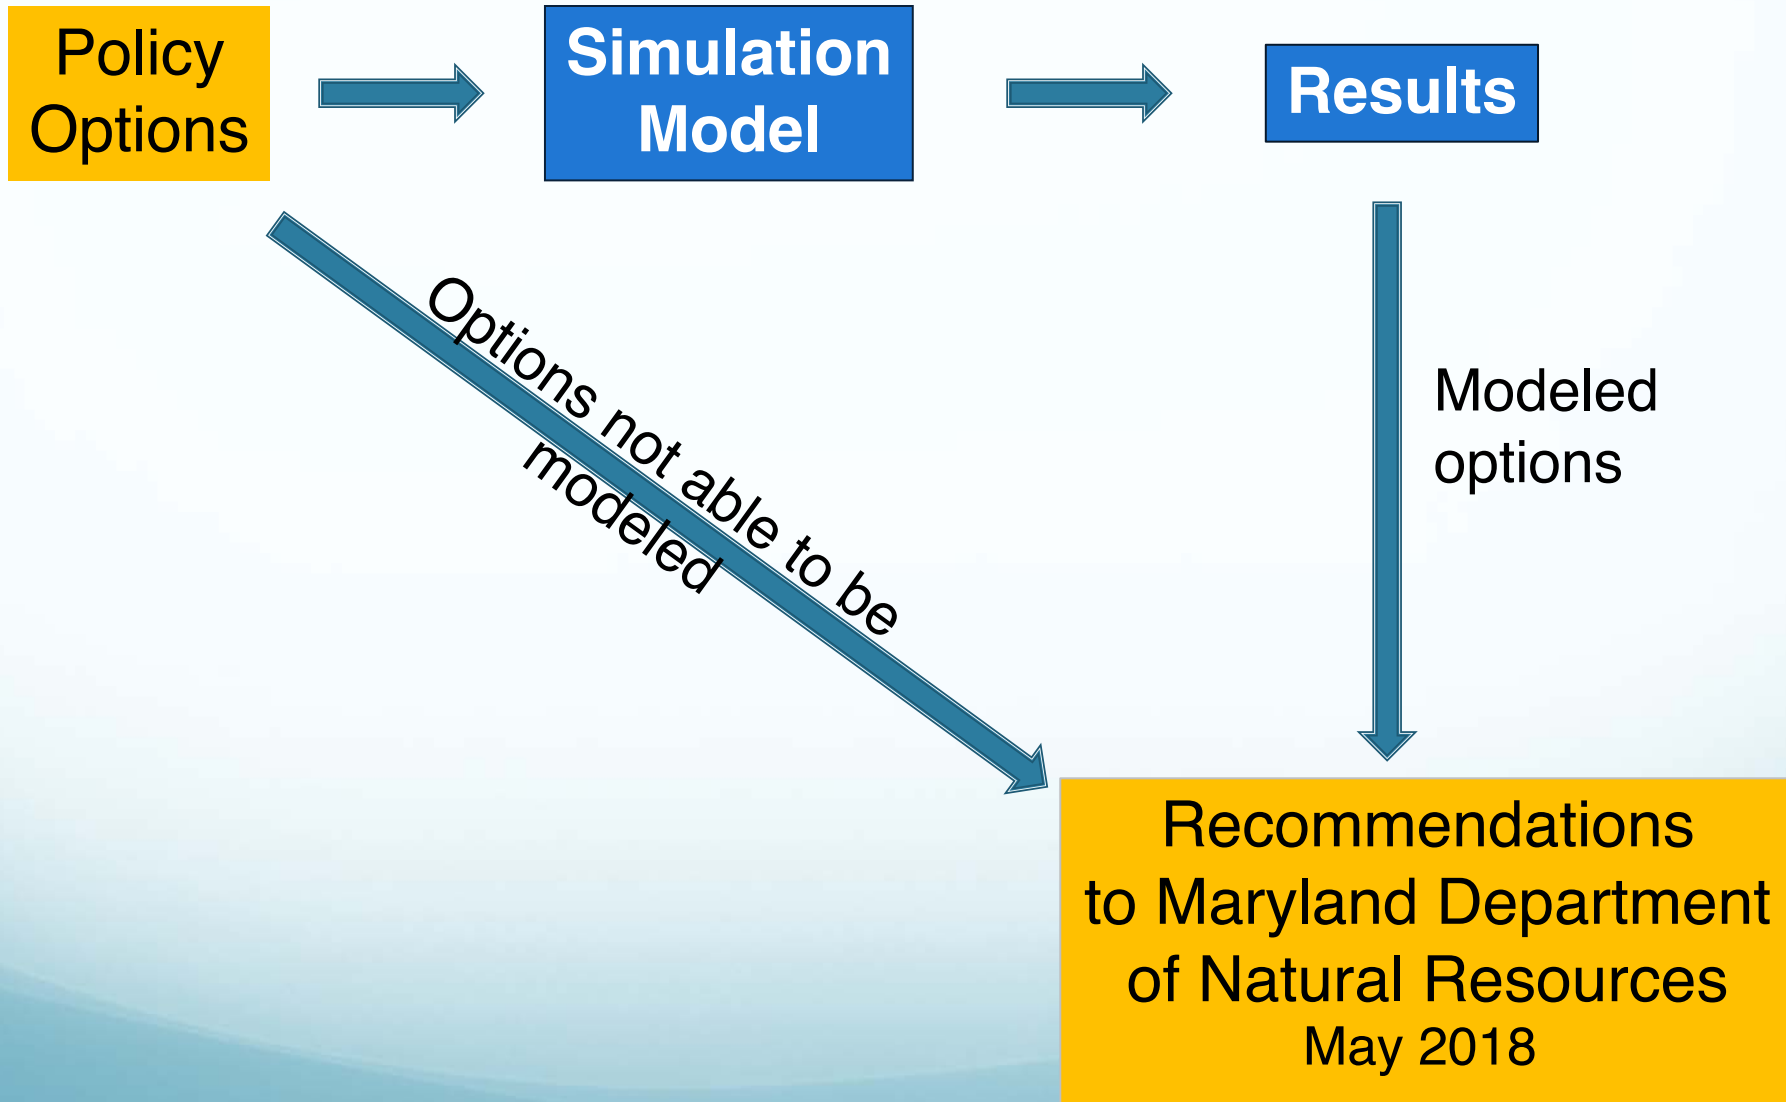 Policy
Options
Simulation
Model
Results
Options not able to be
modeled
Modeled
options
Recommendations
to Maryland Department
of Natural Resources
May 2018